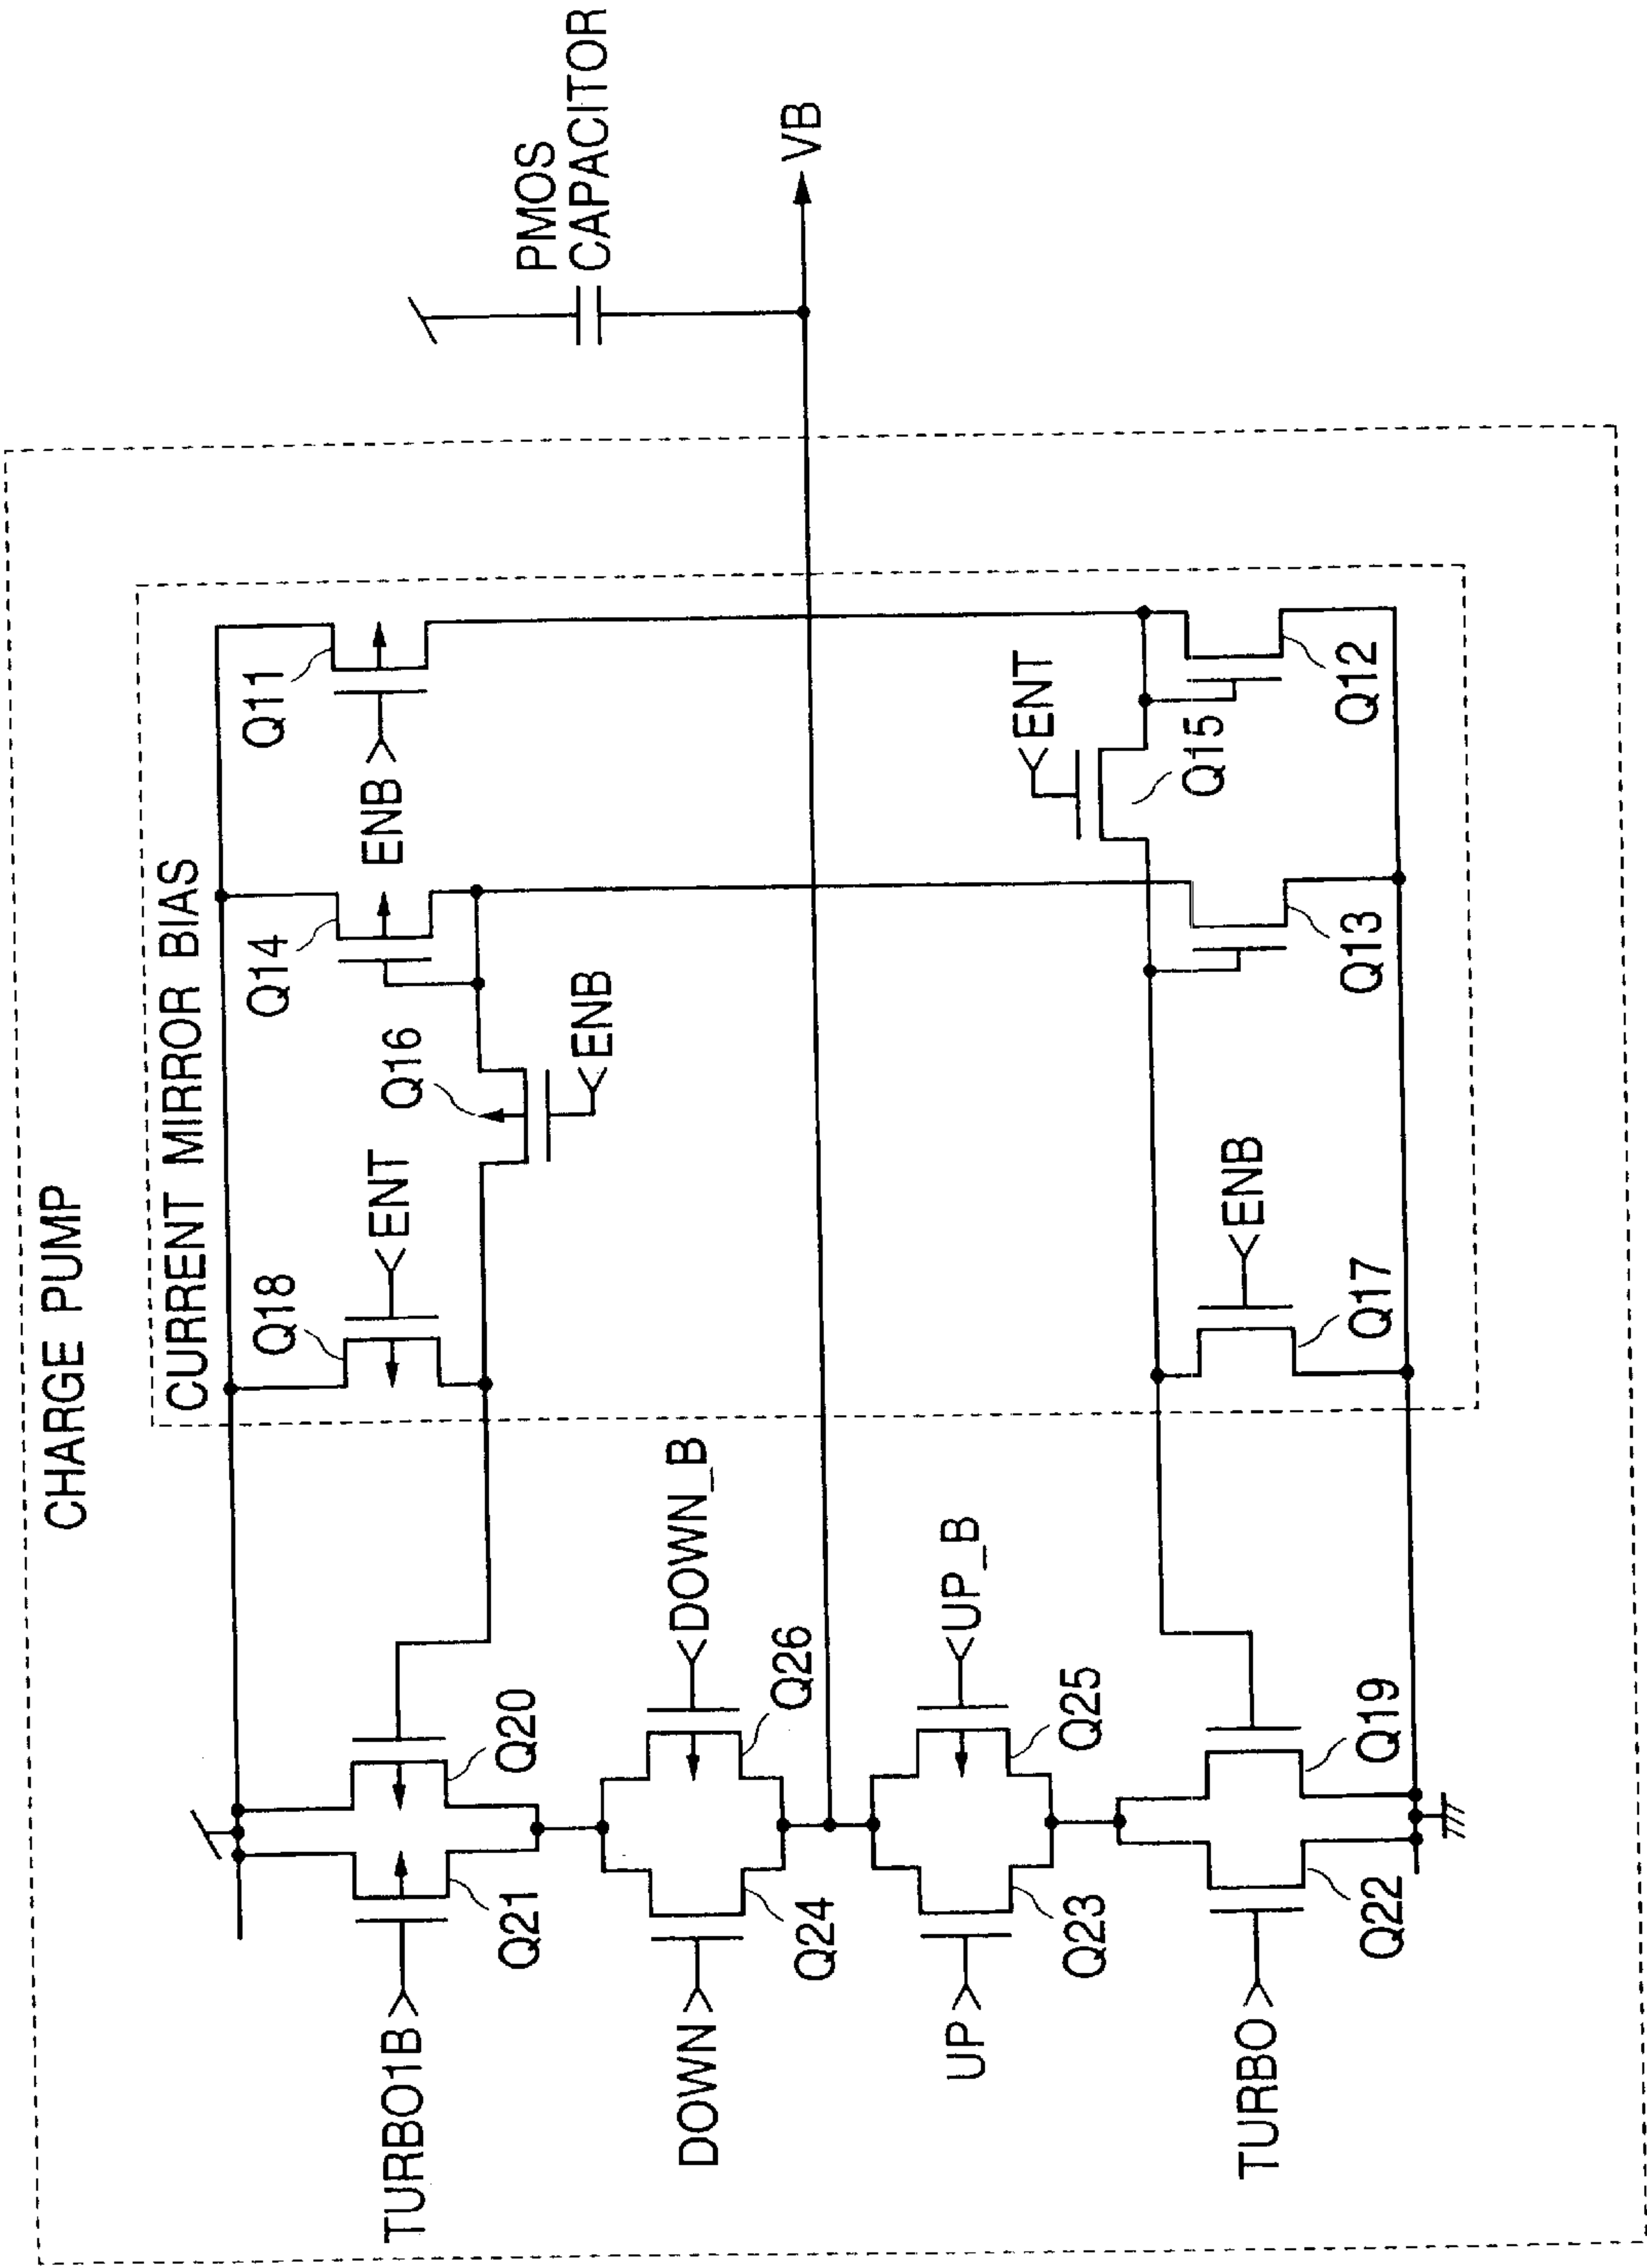 CHARGE PUMP
CURRENT MIRROR BIAS
PMOS
CAPACITOR
VB
TURBO1B
Q21
Q20
Q18
ENT
Q16
ENB
Q14
ENB
Q11
DOWN
Q24
Q26
DOWN_B
UP
Q23
Q25
UP_B
TURBO
Q22
Q19
Q17
ENB
Q13
Q15
ENT
Q12